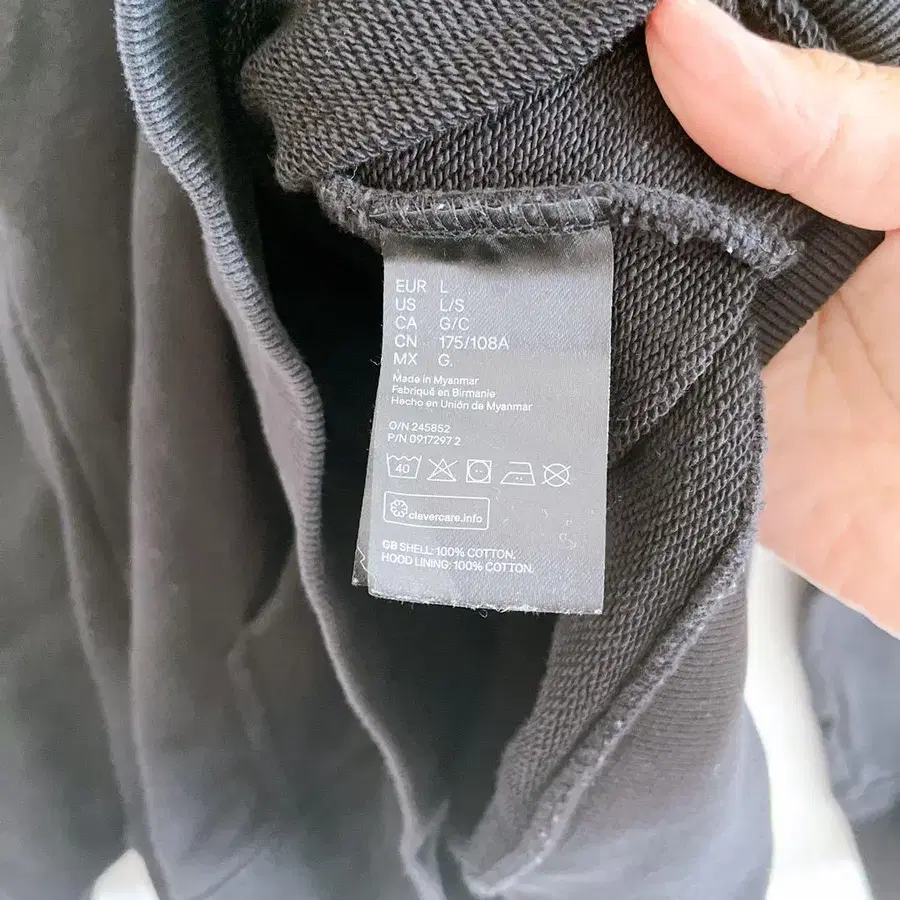 EUR L
US L/S
CA G/C
CN 175/108A
MX G.
Made in Myanmar
Fabriqué en Birmanie
Hecho en Unión de Myanmar
O/N 245852
P/N 0917297 2
40
clevercare.info
GB SHELL: 100% COTTON.
HOOD LINING: 100% COTTON.